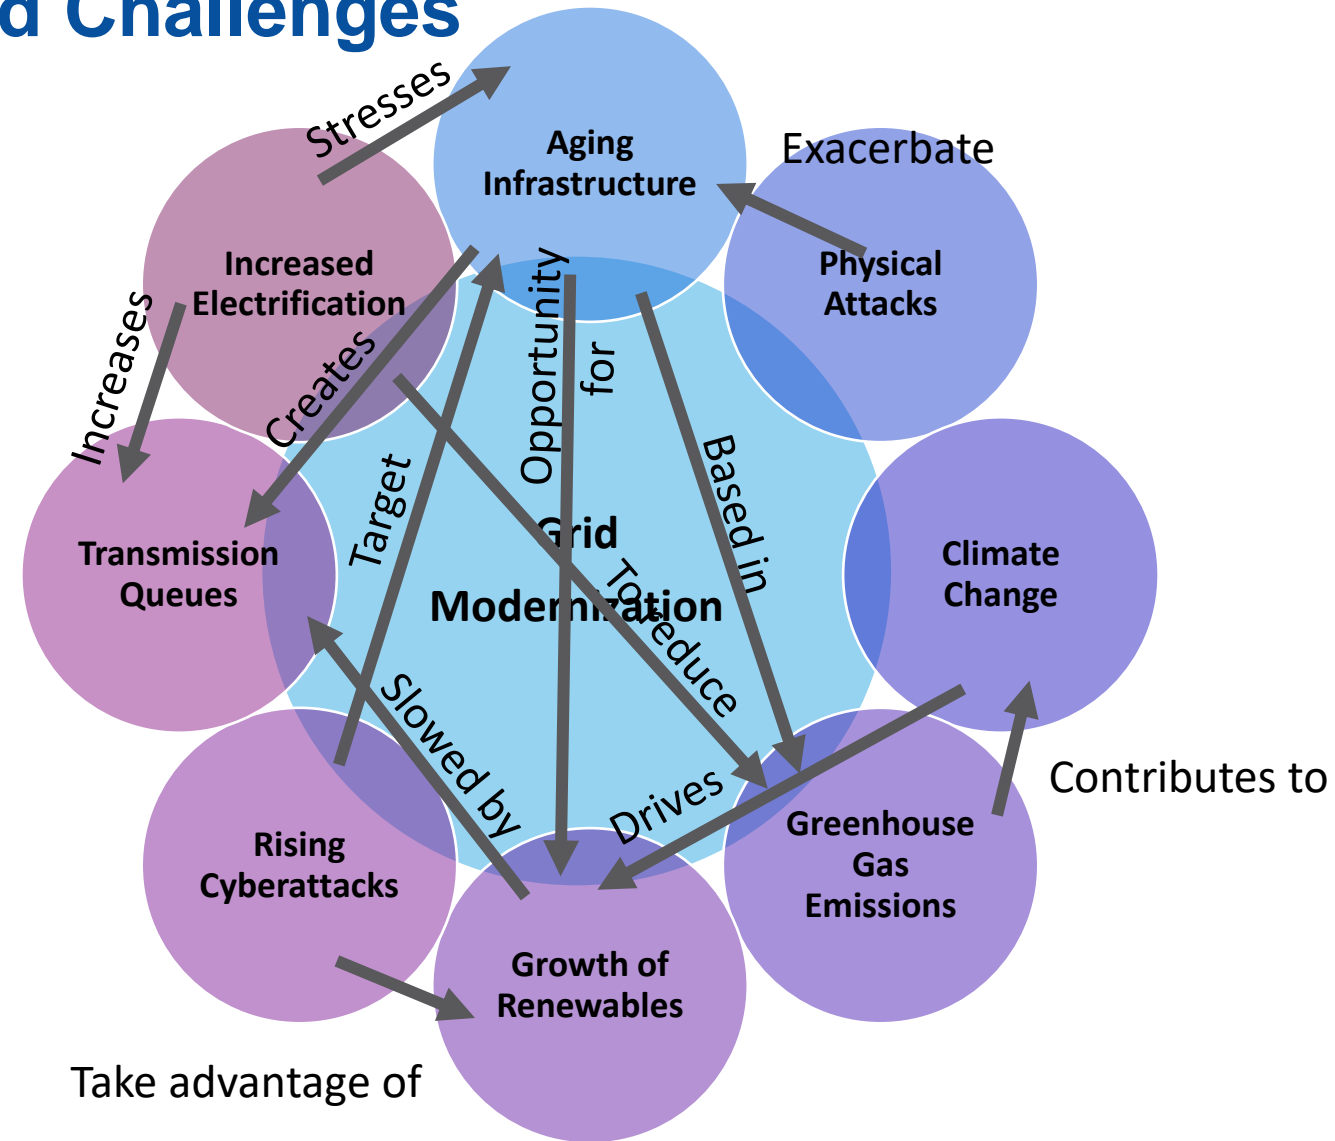 d Challenges
Stresses
Aging
Infrastructure
Exacerbate
Increased
Electrification
Physical
Attacks
Increases
Creates
Opportunity
for
Target
Based in
Grid
Modernization
To reduce
Transmission
Queues
Climate
Change
Slowed by
Drives
Contributes to
Rising
Cyberattacks
Greenhouse
Gas
Emissions
Growth of
Renewables
Take advantage of